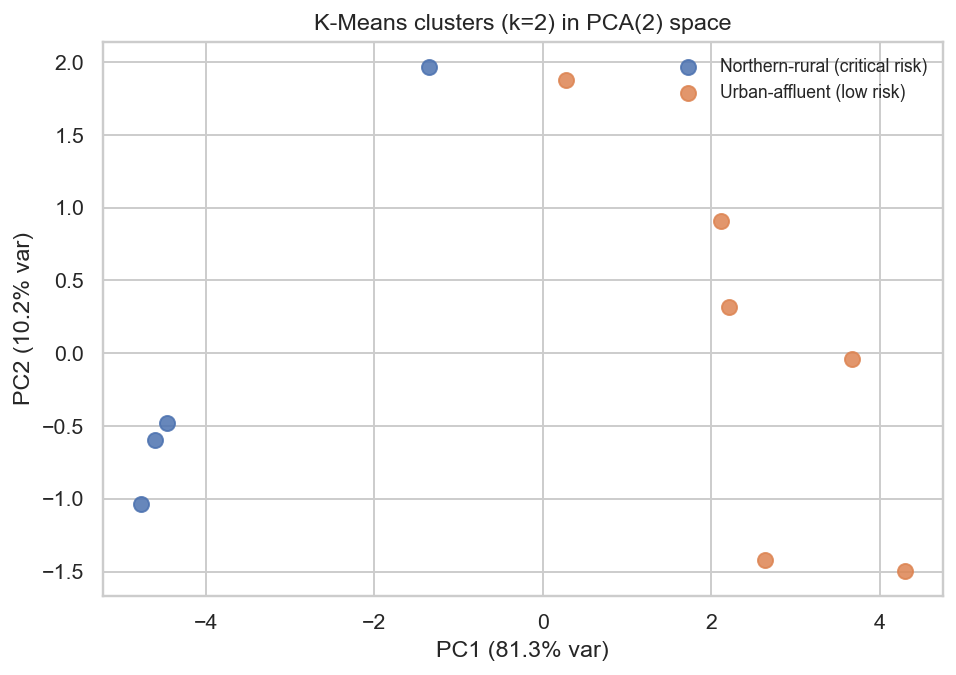 K-Means clusters (k=2) in PCA(2) space
Northern-rural (critical risk)
Urban-affluent (low risk)
PC2 (10.2% var)
2.0
1.5
1.0
0.5
0.0
−0.5
−1.0
−1.5
−4
−2
0
2
4
PC1 (81.3% var)